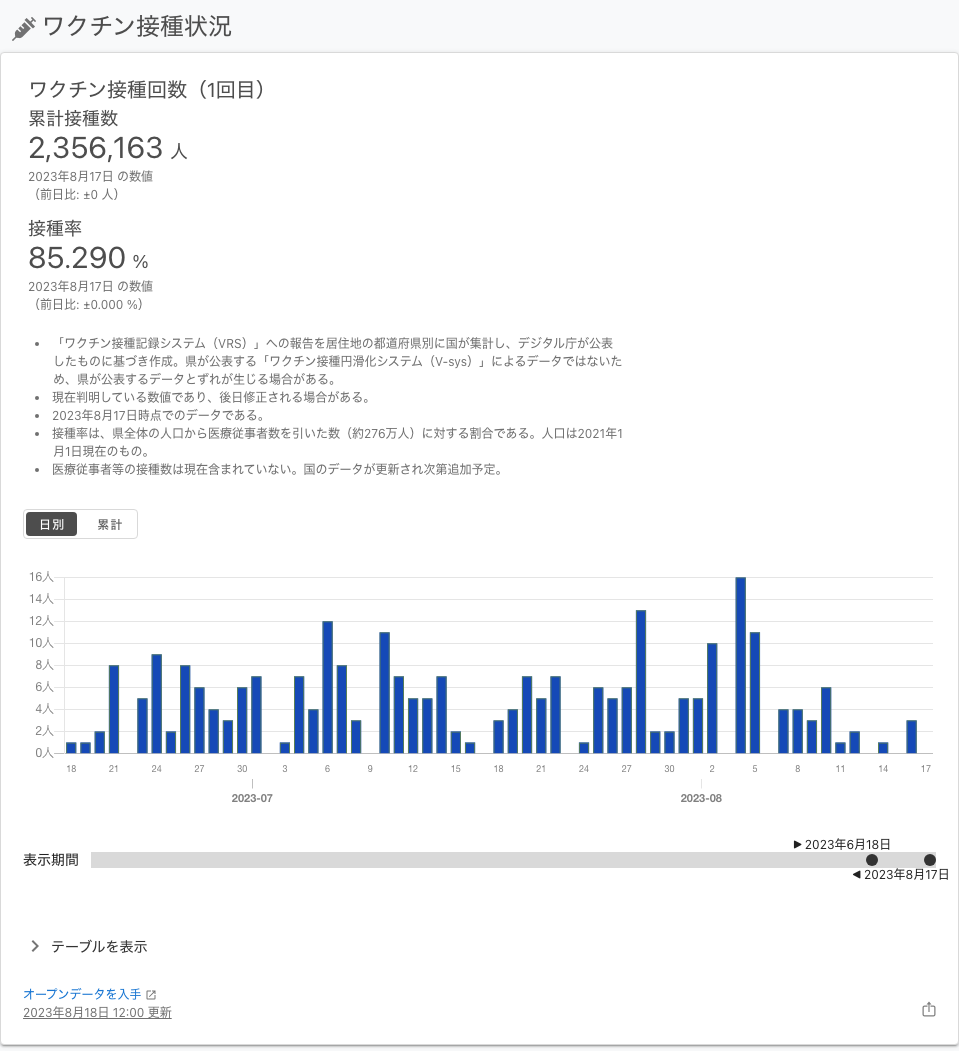 ワクチン接種状況
ワクチン接種回数（1回目）
累計接種数
2,356,163 人
2023年8月17日 の数値
（前日比: ±0 人）
接種率
85.290 %
2023年8月17日 の数値
（前日比: ±0.000 %）
• 「ワクチン接種記録システム（VRS）」への報告を居住地の都道府県別に国が集計し、デジタル庁が公表
したものに基づき作成。県が公表する「ワクチン接種円滑化システム（V-sys）」によるデータではないた
め、県が公表するデータとずれが生じる場合がある。
• 現在判明している数値であり、後日修正される場合がある。
• 2023年8月17日時点でのデータである。
• 接種率は、県全体の人口から医療従事者数を引いた数（約276万人）に対する割合である。人口は2021年1
月1日現在のもの。
• 医療従事者等の接種数は現在含まれていない。国のデータが更新され次第追加予定。
日別 累計
16人
14人
12人
10人
8人
6人
4人
2人
0人
18 21 24 27 30 3 6 9 12 15 18 21 24 27 30 2 5 8 11 14 17
2023-07 2023-08
▶ 2023年6月18日
表示期間
◀ 2023年8月17日
テーブルを表示
オープンデータを入手
2023年8月18日 12:00 更新